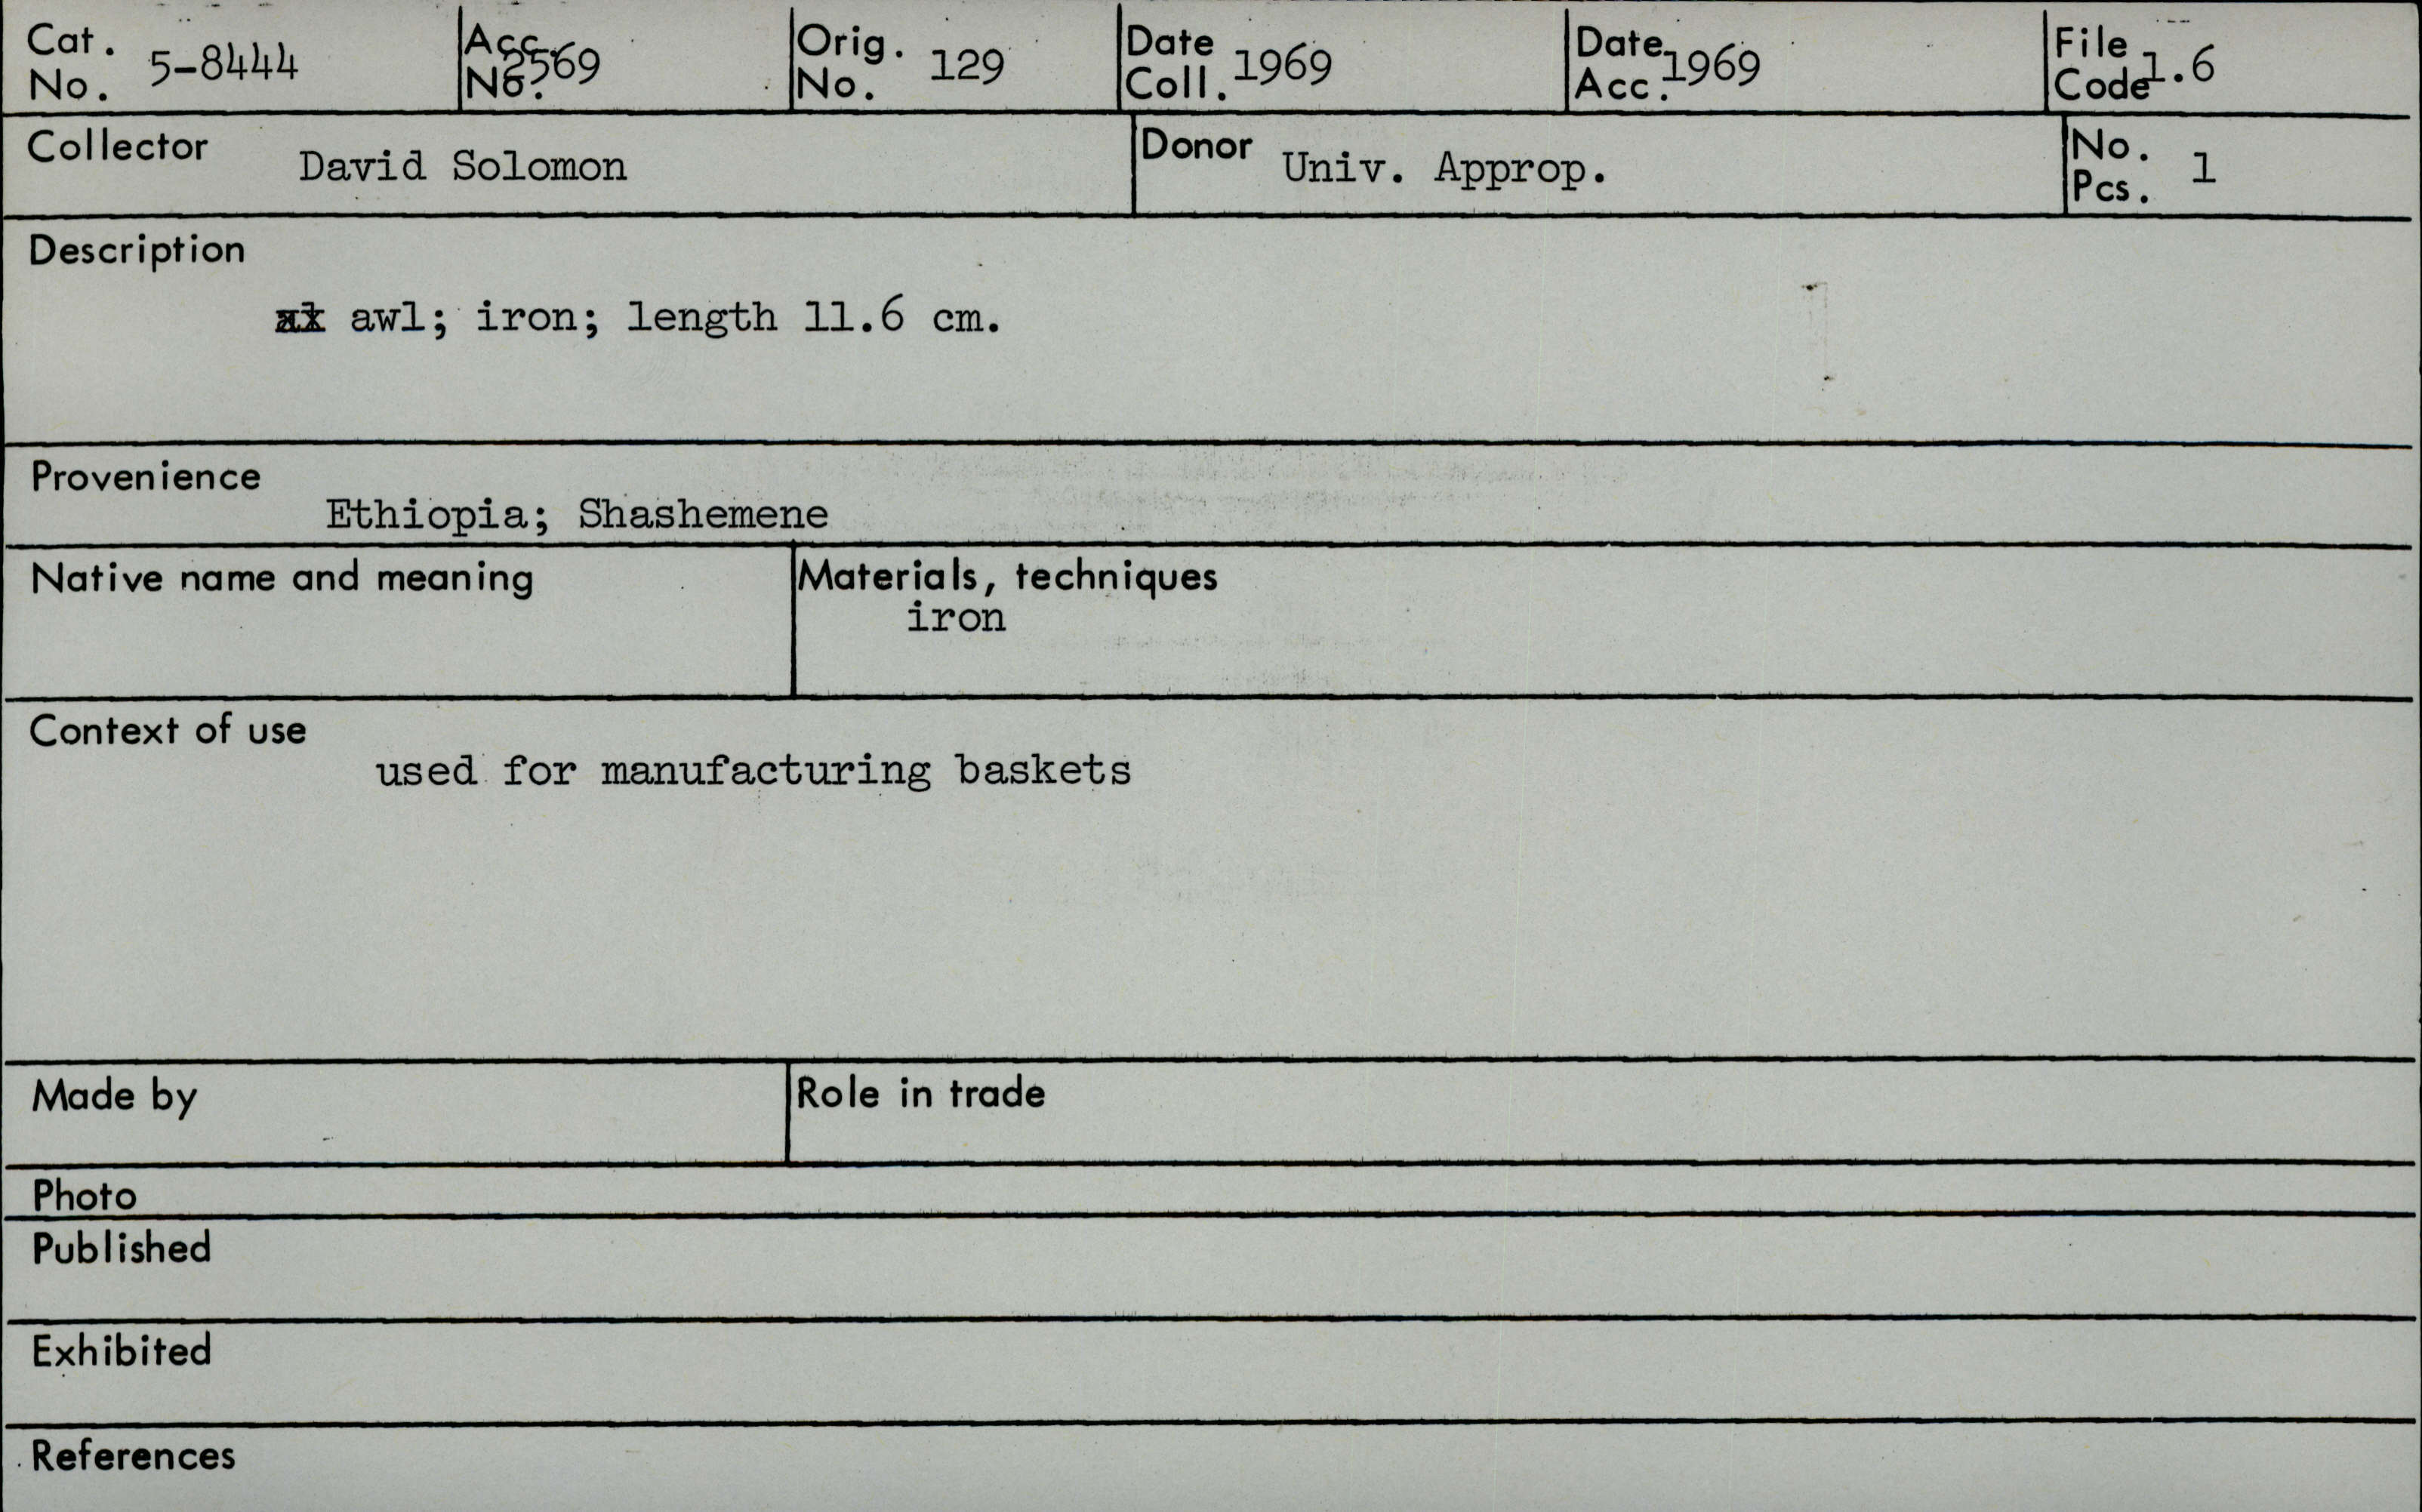 Cat. No. 5-8444 Acc. No. 2569 Orig. No. 129 Date Coll. 1969 Date Acc. 1969 File Code 1.6
Collector David Solomon Donor Univ. Approp. No. Pcs. 1
Description
awl; iron; length 11.6 cm.
Provenience
Ethiopia; Shashemene
Native name and meaning Materials, techniques
iron
Context of use
used for manufacturing baskets
Made by Role in trade
Photo
Published
Exhibited
References